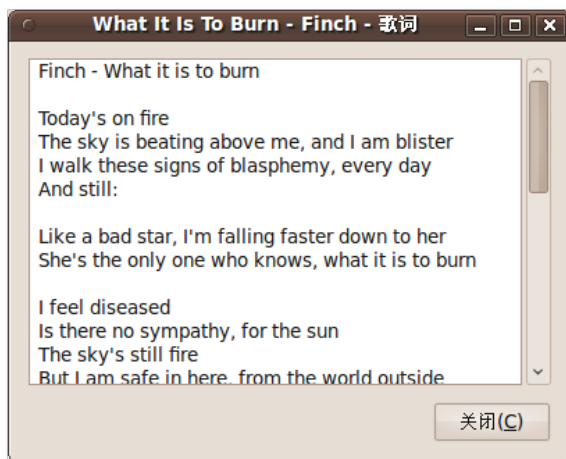 What It Is To Burn - Finch - 歌词
Finch - What it is to burn
Today's on fire
The sky is beating above me, and I am blister
I walk these signs of blasphemy, every day
And still:
Like a bad star, I'm falling faster down to her
She's the only one who knows, what it is to burn
I feel diseased
Is there no sympathy, for the sun
The sky's still fire
But I am safe in here, from the world outside
关闭(C)